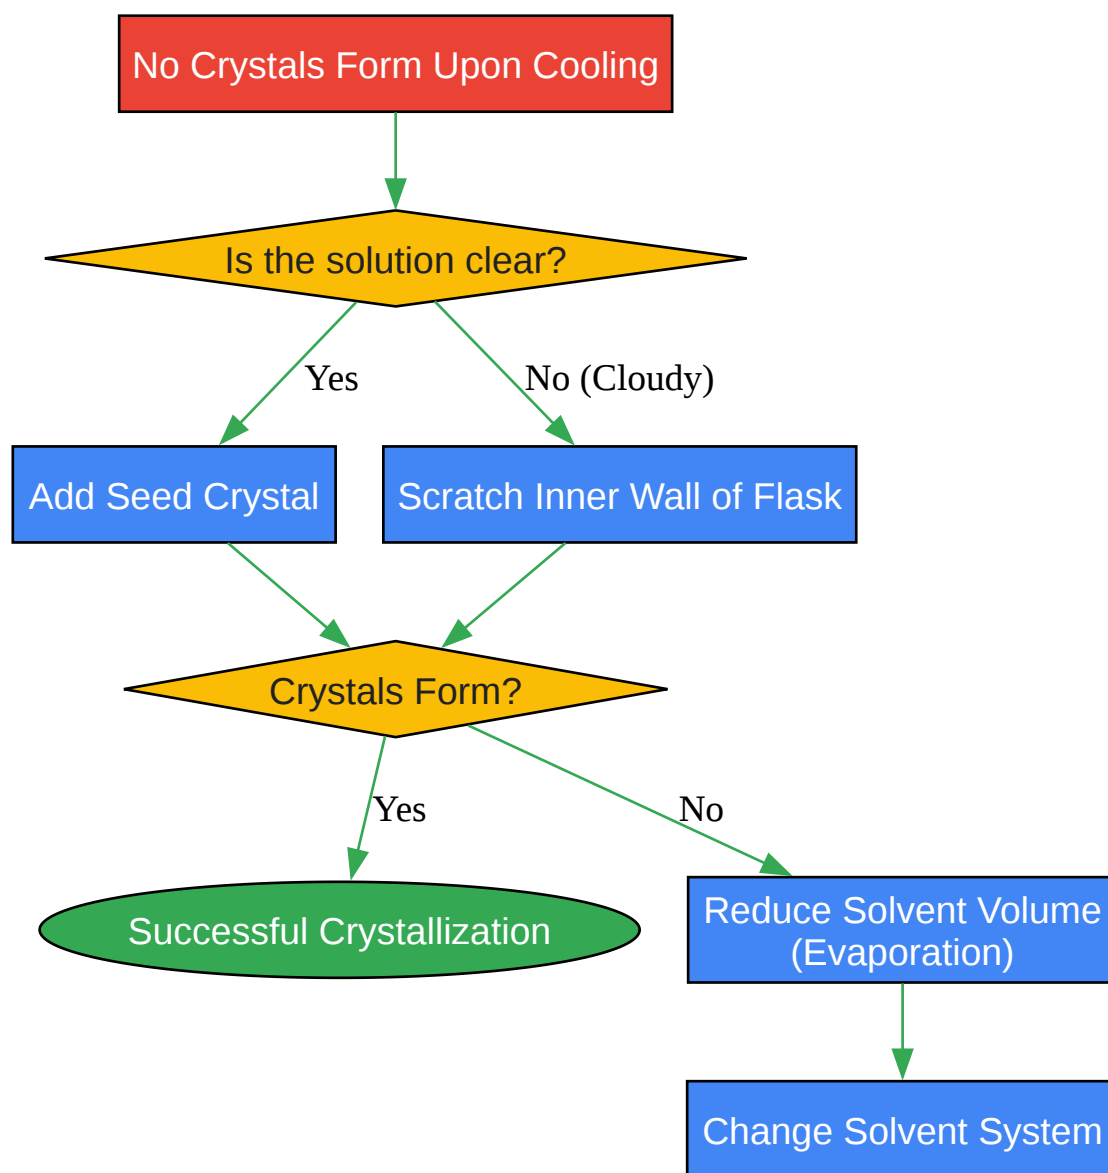 No Crystals Form Upon Cooling
Is the solution clear?
Yes
No (Cloudy)
Add Seed Crystal
Scratch Inner Wall of Flask
Crystals Form?
Yes
No
Successful Crystallization
Reduce Solvent Volume
(Evaporation)
Change Solvent System